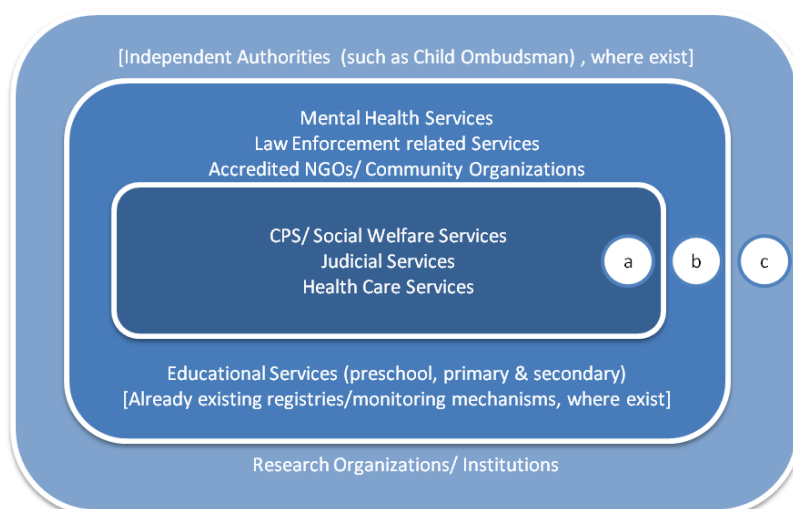 [Independent Authorities (such as Child Ombudsman) , where exist]
Mental Health Services
Law Enforcement related Services
Accredited NGOs/ Community Organizations
CPS/ Social Welfare Services
Judicial Services
Health Care Services
a
b
c
Educational Services (preschool, primary & secondary)
[Already existing registries/monitoring mechanisms, where exist]
Research Organizations/ Institutions